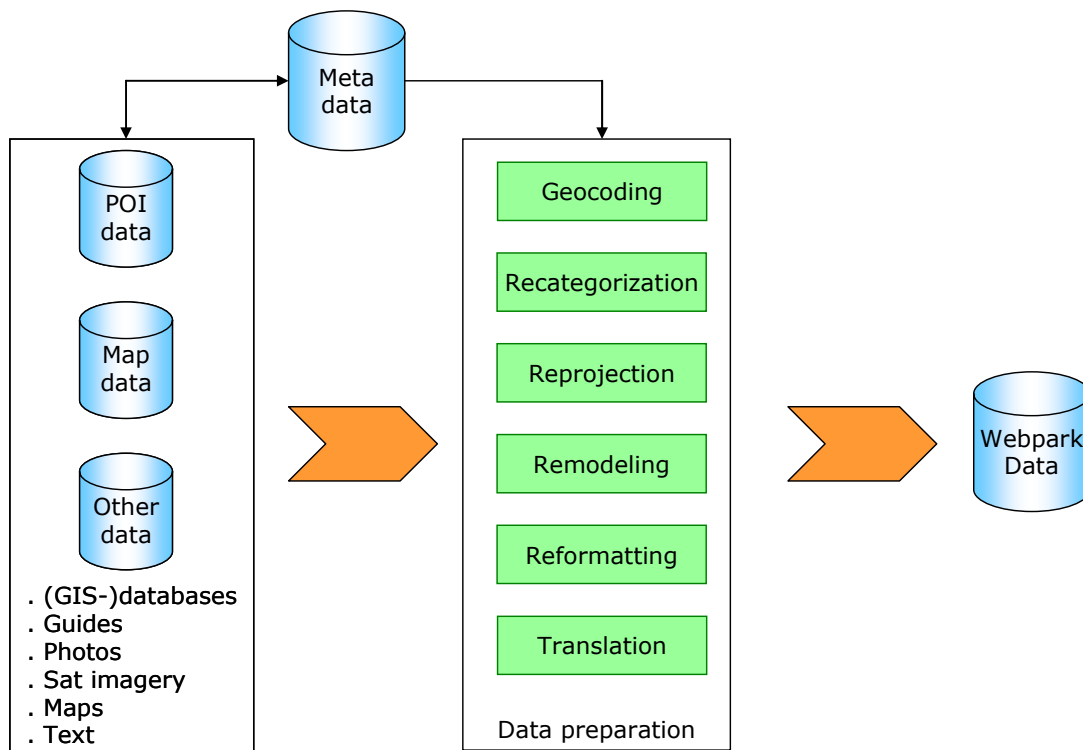 Meta
data
POI
data
Map
data
Other
data
. (GIS-)databases
. Guides
. Photos
. Sat imagery
. Maps
. Text
Geocoding
Recategorization
Reprojection
Remodeling
Reformatting
Translation
Data preparation
Webpark
Data